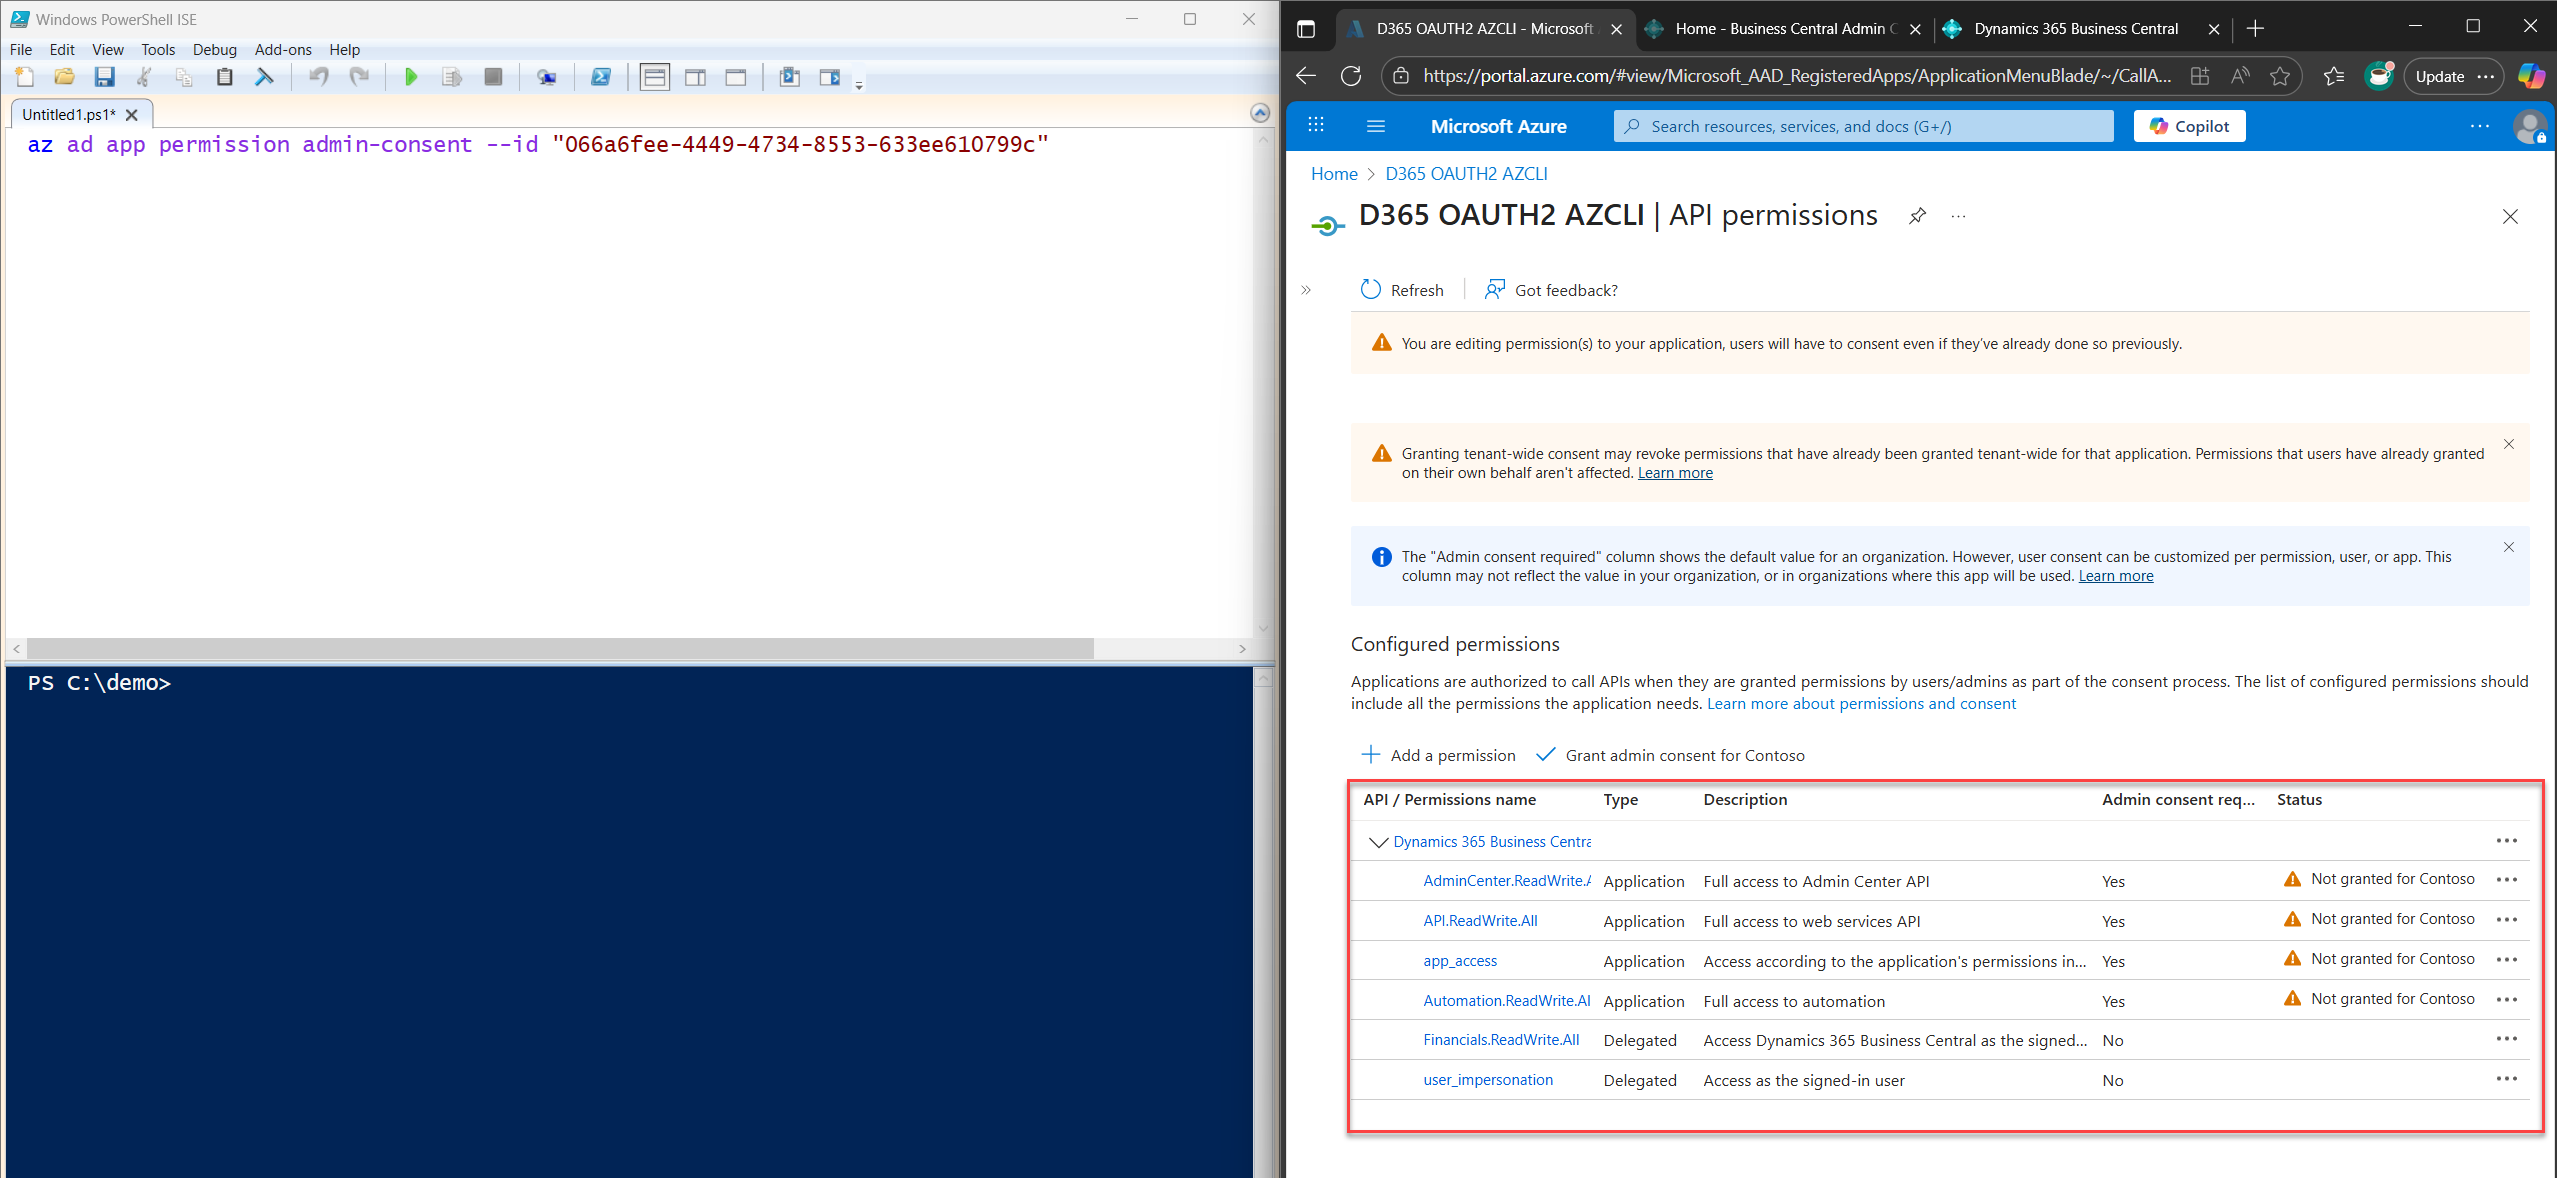 Windows PowerShell ISE
File Edit View Tools Debug Add-ons Help
Untitled1.ps1*
az ad app permission admin-consent --id "066a6fee-4449-4734-8553-633ee610799c"
PS C:\demo>
D365 OAUTH2 AZCLI - Microsoft
Home - Business Central Admin C
Dynamics 365 Business Central
https://portal.azure.com/#view/Microsoft_AAD_RegisteredApps/ApplicationMenuBlade/~/CallA...
Update
Microsoft Azure
Search resources, services, and docs (G+/)
Copilot
Home > D365 OAUTH2 AZCLI
D365 OAUTH2 AZCLI | API permissions
Refresh
Got feedback?
You are editing permission(s) to your application, users will have to consent even if they've already done so previously.
Granting tenant-wide consent may revoke permissions that have already been granted tenant-wide for that application. Permissions that users have already granted
on their own behalf aren't affected. Learn more
The "Admin consent required" column shows the default value for an organization. However, user consent can be customized per permission, user, or app. This
column may not reflect the value in your organization, or in organizations where this app will be used. Learn more
Configured permissions
Applications are authorized to call APIs when they are granted permissions by users/admins as part of the consent process. The list of configured permissions should
include all the permissions the application needs. Learn more about permissions and consent
Add a permission
Grant admin consent for Contoso
API / Permissions name Type Description Admin consent req... Status
Dynamics 365 Business Centra
AdminCenter.ReadWrite.A Application Full access to Admin Center API Yes Not granted for Contoso
API.ReadWrite.All Application Full access to web services API Yes Not granted for Contoso
app_access Application Access according to the application's permissions in... Yes Not granted for Contoso
Automation.ReadWrite.Al Application Full access to automation Yes Not granted for Contoso
Financials.ReadWrite.All Delegated Access Dynamics 365 Business Central as the signed... No
user_impersonation Delegated Access as the signed-in user No